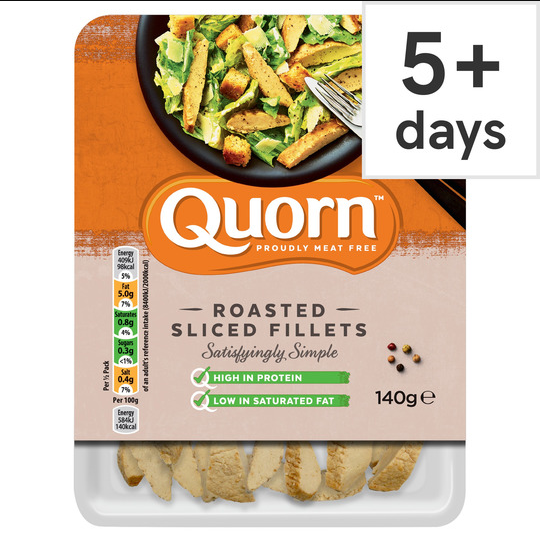 5+
days
Quorn™
PROUDLY MEAT FREE
ROASTED
SLICED FILLETS
Satisfyingly Simple
HIGH IN PROTEIN
LOW IN SATURATED FAT
140g e
Energy
409kJ
98kcal
5%
Fat
5.0g
7%
Saturates
0.8g
4%
Sugars
0.3g
<1%
Salt
0.4g
7%
Per 100g
Energy
584kJ
140kcal
Per ½ Pack
of an adult's reference intake (8400kJ/2000kcal)